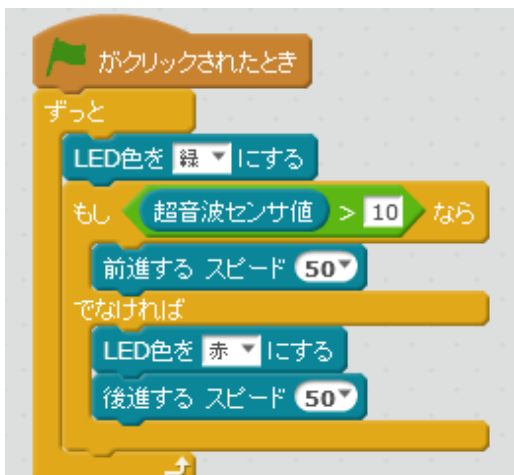 がクリックされたとき
ずっと
LED色を 緑 にする
もし 超音波センサ値 > 10 なら
前進する スピード 50
でなければ
LED色を 赤 にする
後進する スピード 50